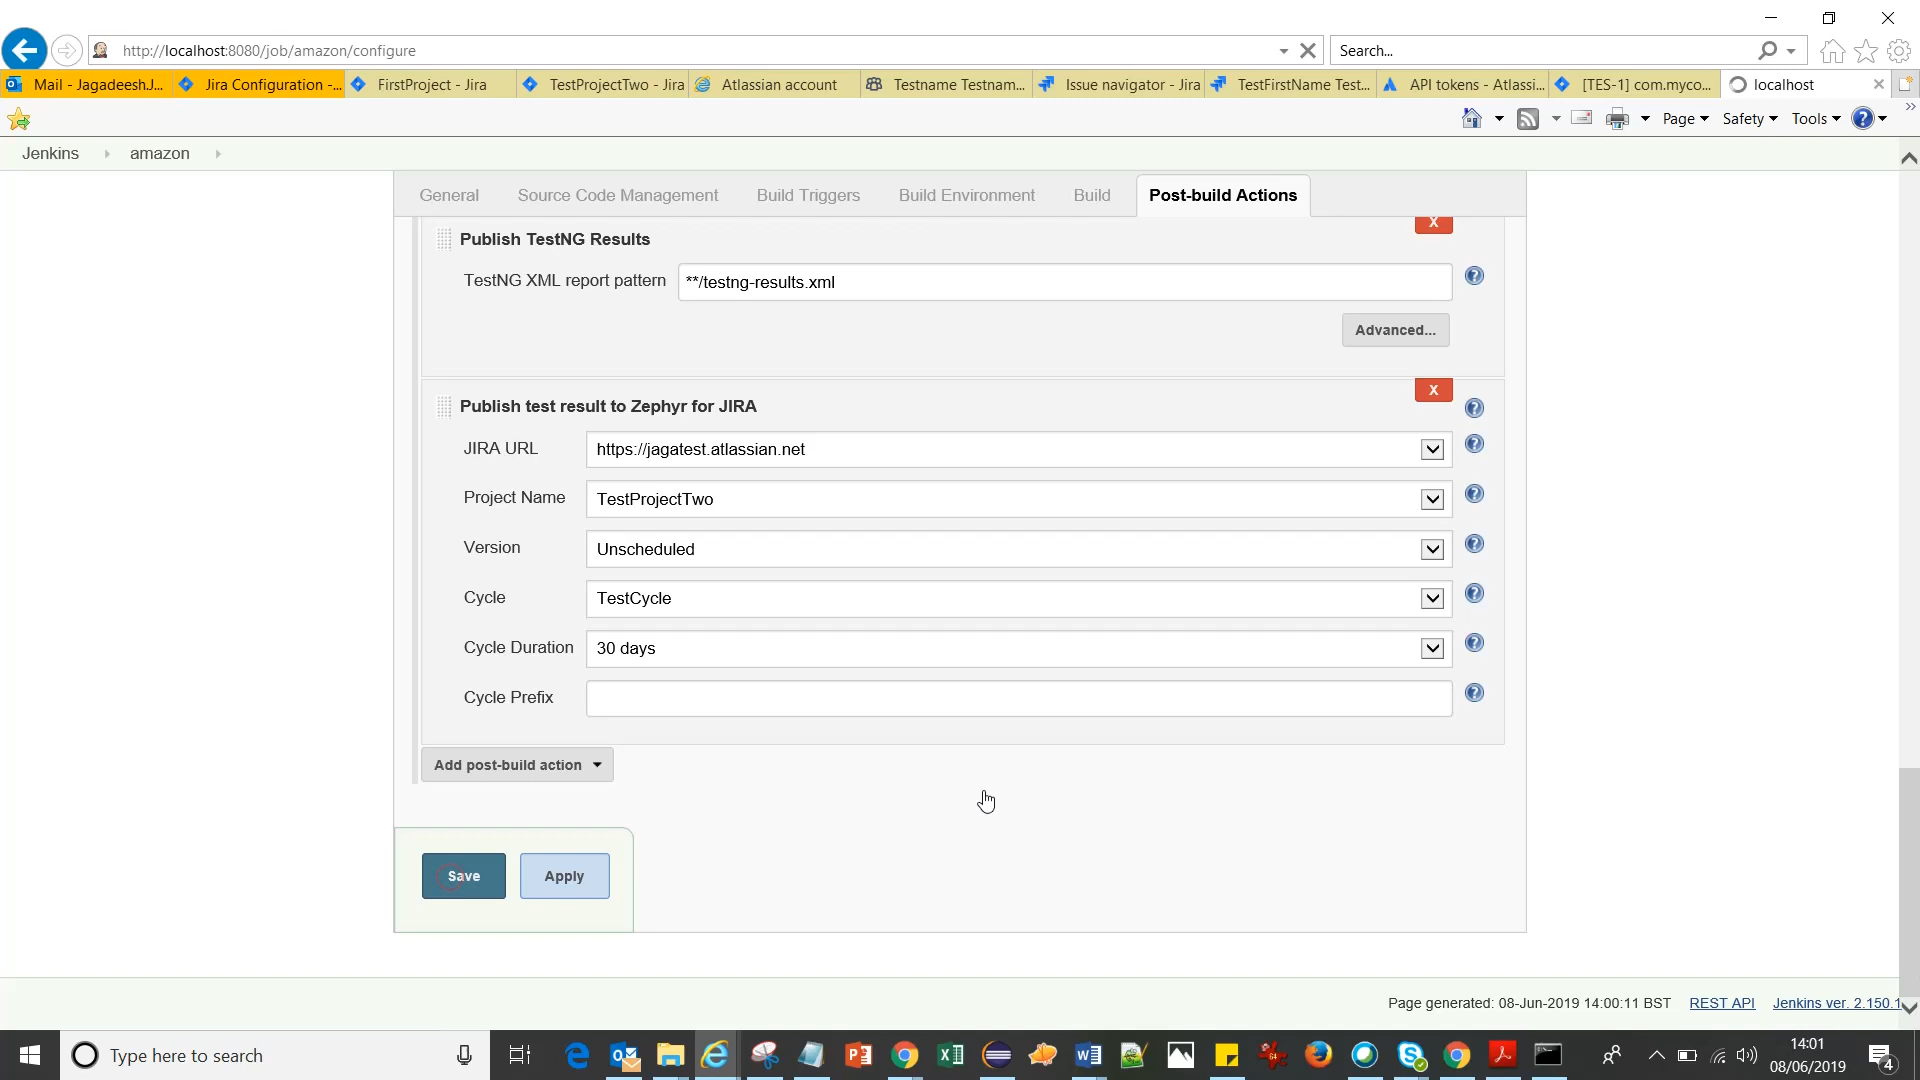 http://localhost:8080/job/amazon/configure
Search...
Mail - Jagadeesh.J...
Jira Configuration -...
FirstProject - Jira
TestProjectTwo - Jira
Atlassian account
Testname Testnam...
Issue navigator - Jira
TestFirstName Test...
API tokens - Atlassi...
[TES-1] com.myco...
localhost
Page
Safety
Tools
Jenkins
amazon
General
Source Code Management
Build Triggers
Build Environment
Build
Post-build Actions
X
Publish TestNG Results
TestNG XML report pattern
**/testng-results.xml
Advanced...
X
Publish test result to Zephyr for JIRA
JIRA URL
https://jagatest.atlassian.net
Project Name
TestProjectTwo
Version
Unscheduled
Cycle
TestCycle
Cycle Duration
30 days
Cycle Prefix
Add post-build action
Save
Apply
Page generated: 08-Jun-2019 14:00:11 BST
REST API
Jenkins ver. 2.150.1
Type here to search
14:01
08/06/2019
4